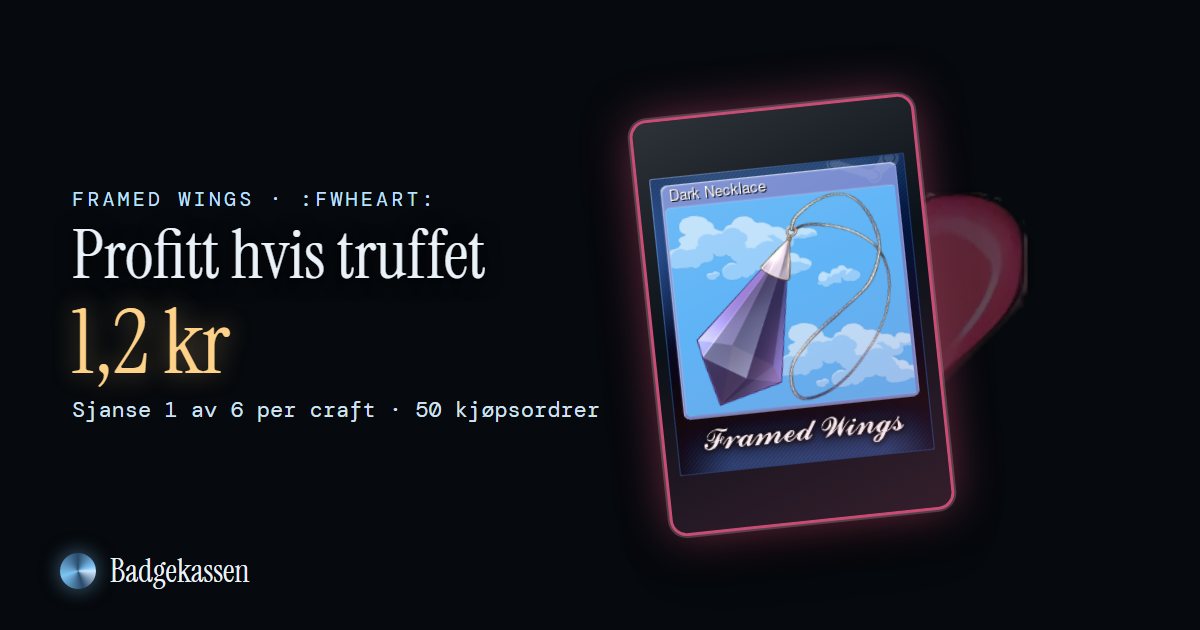 FRAMED WINGS · :FWHEART:
Profitt hvis truffet
1,2 kr
Sjanse 1 av 6 per craft · 50 kjøpsordrer
Dark Necklace
Framed Wings
Badgekassen